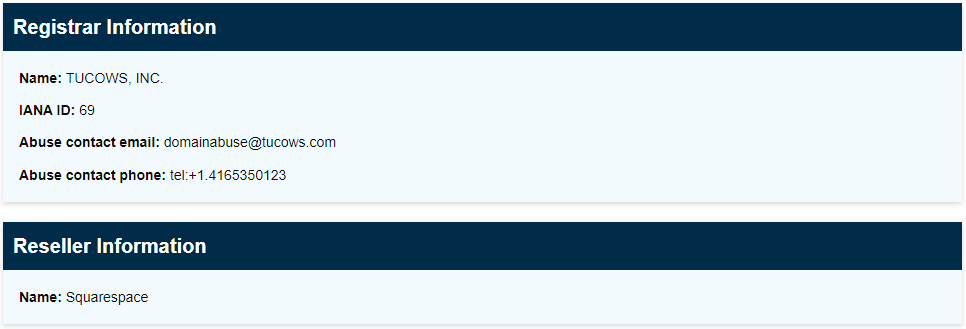 Registrar Information
Name: TUCOWS, INC.
IANA ID: 69
Abuse contact email: domainabuse@tucows.com
Abuse contact phone: tel:+1.4165350123
Reseller Information
Name: Squarespace